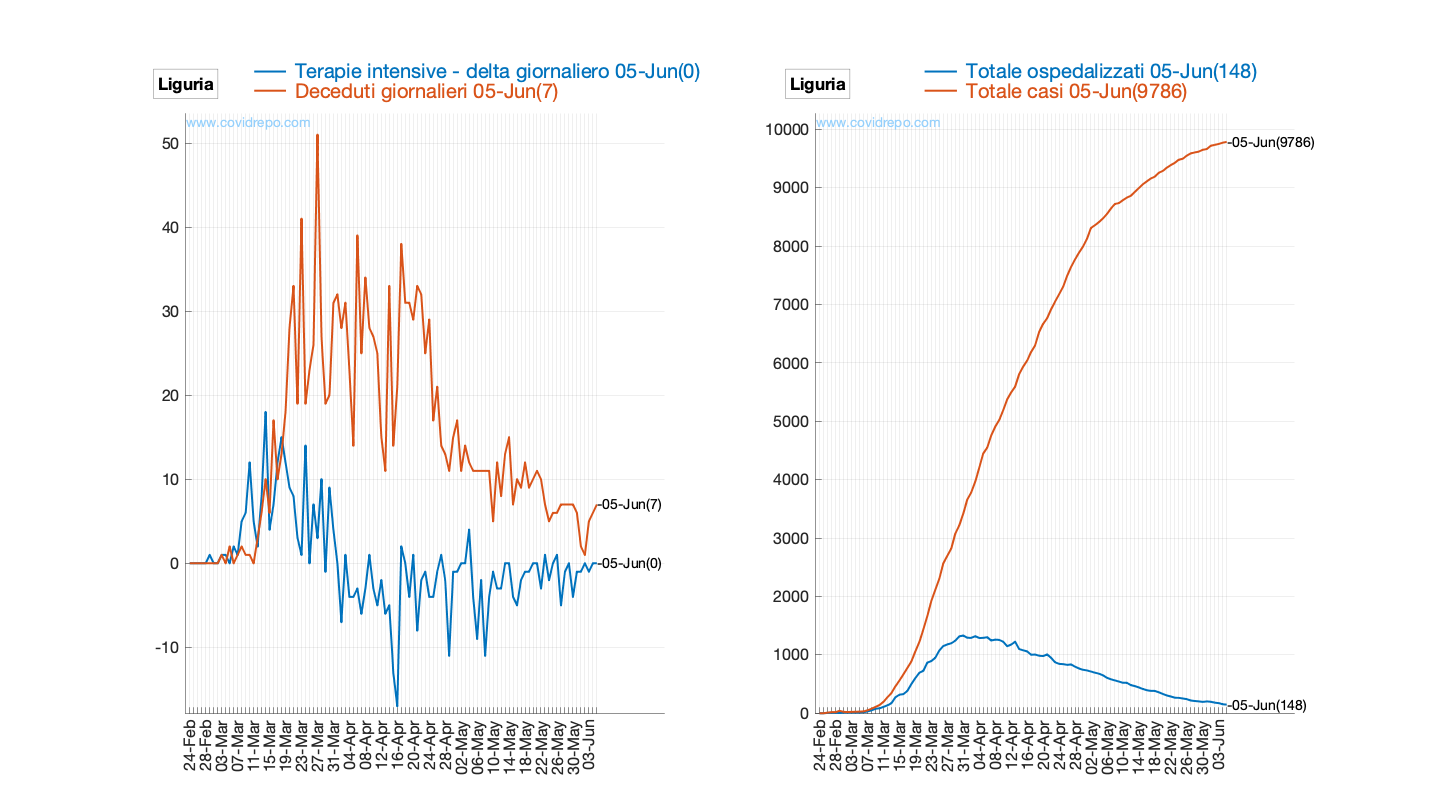 Liguria
Terapie intensive - delta giornaliero 05-Jun(0)
Deceduti giornalieri 05-Jun(7)
www.covidrepo.com
50
40
30
20
10
0
-10
-05-Jun(7)
-05-Jun(0)
24-Feb
28-Feb
03-Mar
07-Mar
11-Mar
15-Mar
19-Mar
23-Mar
27-Mar
31-Mar
04-Apr
08-Apr
12-Apr
16-Apr
20-Apr
24-Apr
28-Apr
02-May
06-May
10-May
14-May
18-May
22-May
26-May
30-May
03-Jun
Liguria
Totale ospedalizzati 05-Jun(148)
Totale casi 05-Jun(9786)
www.covidrepo.com
10000
9000
8000
7000
6000
5000
4000
3000
2000
1000
0
-05-Jun(9786)
-05-Jun(148)
24-Feb
28-Feb
03-Mar
07-Mar
11-Mar
15-Mar
19-Mar
23-Mar
27-Mar
31-Mar
04-Apr
08-Apr
12-Apr
16-Apr
20-Apr
24-Apr
28-Apr
02-May
06-May
10-May
14-May
18-May
22-May
26-May
30-May
03-Jun